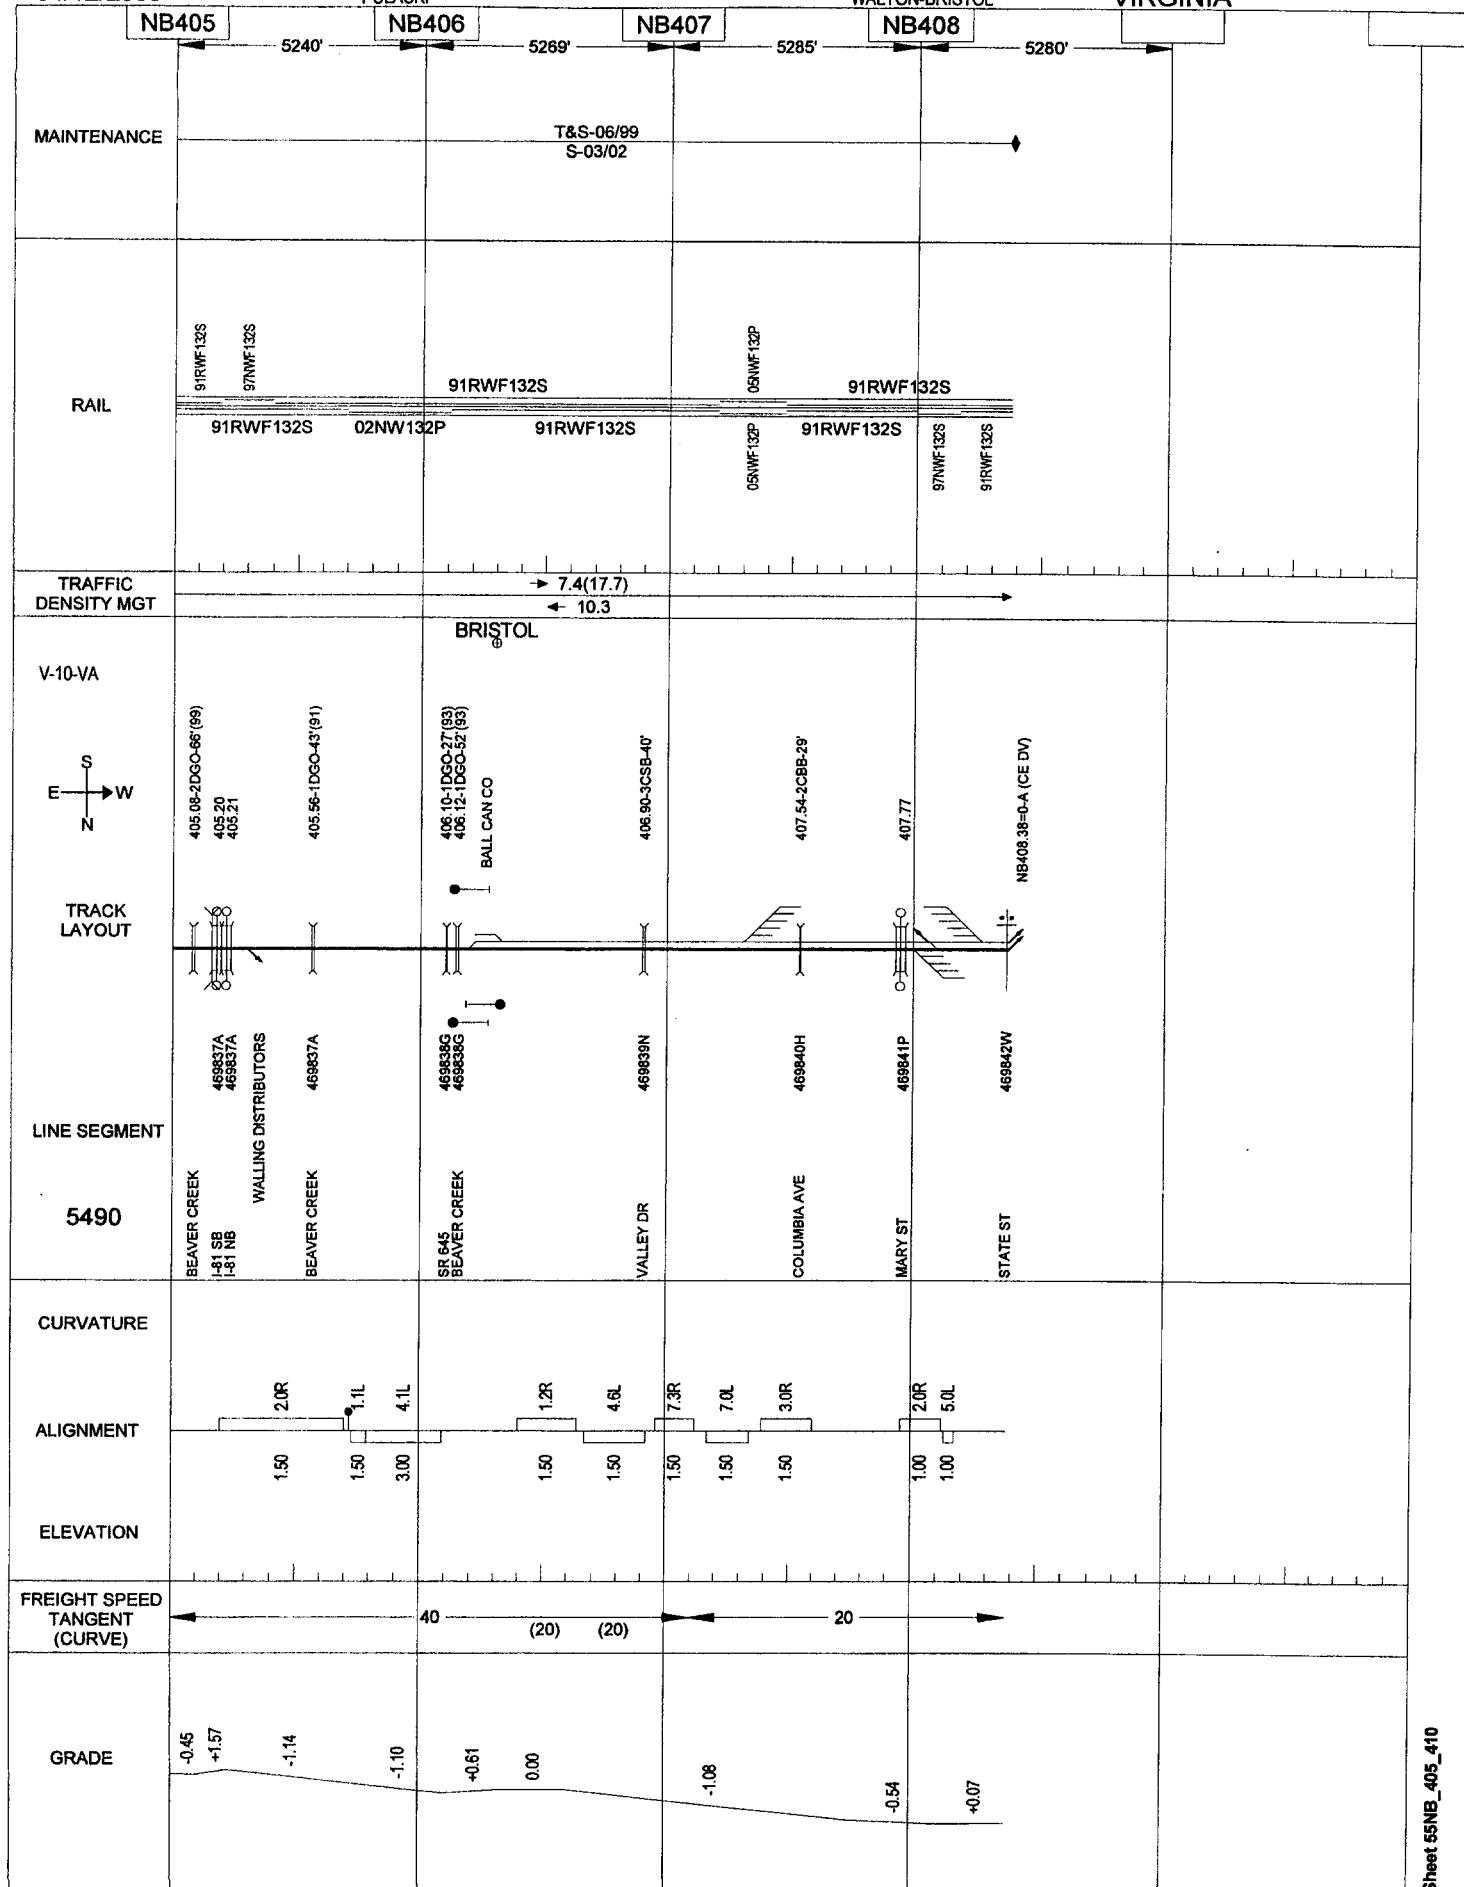 WALTON-BRISTOL
VIRGINIA
NB405
NB406
NB407
NB408
5240'
5269'
5285'
5280'
MAINTENANCE
T&S-06/99
S-03/02
RAIL
91RWF132S
97NWF132S
91RWF132S
05NWF132P
91RWF132S
91RWF132S
02NW132P
91RWF132S
05NWF132P
91RWF132S
97NWF132S
91RWF132S
TRAFFIC
DENSITY MGT
7.4(17.7)
10.3
BRISTOL
V-10-VA
S
E W
N
405.08-2DGO-66'(99)
405.20
405.21
405.56-1DGO-43'(91)
406.10-1DGO-27'(93)
406.12-1DGO-52'(93)
BALL CAN CO
406.90-3CSB-40'
407.54-2CBB-29'
407.77
NB408.38=0-A (CE DV)
TRACK
LAYOUT
469837A
469837A
WALLING DISTRIBUTORS
469837A
469838G
469838G
469839N
469840H
469841P
469842W
LINE SEGMENT
5490
BEAVER CREEK
I-81 SB
I-81 NB
BEAVER CREEK
SR 645
BEAVER CREEK
VALLEY DR
COLUMBIA AVE
MARY ST
STATE ST
CURVATURE
2.0R
1.1L
4.1L
1.2R
4.6L
7.3R
7.0L
3.0R
2.0R
5.0L
ALIGNMENT
1.50
1.50
3.00
1.50
1.50
1.50
1.50
1.50
1.00
1.00
ELEVATION
FREIGHT SPEED
TANGENT
(CURVE)
40
(20)
(20)
20
GRADE
-0.45
+1.57
-1.14
-1.10
+0.61
0.00
-1.08
-0.54
+0.07
Sheet 55NB_405_410